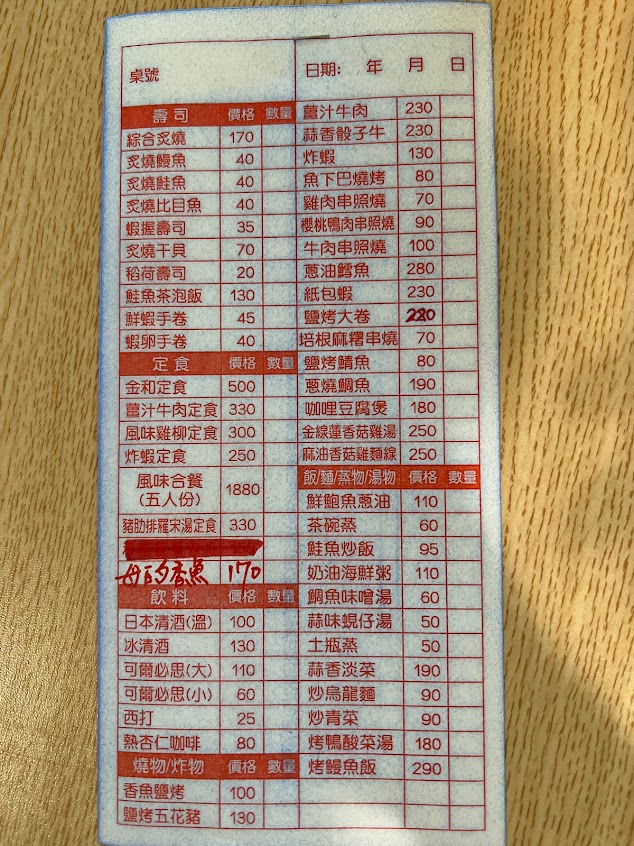 桌號
壽司 價格 數量
綜合炙燒 170
炙燒鰻魚 40
炙燒鮭魚 40
炙燒比目魚 40
蝦握壽司 35
炙燒干貝 70
稻荷壽司 20
鮭魚茶泡飯 130
鮮蝦手卷 45
蝦卵手卷 40
定食 價格 數量
金和定食 500
薑汁牛肉定食 330
風味雞柳定食 300
炸蝦定食 250
風味合餐
(五人份) 1880
豬肋排羅宋湯定食 330
香魚 170
飲料 價格 數量
日本清酒(溫) 100
冰清酒 130
可爾必思(大) 110
可爾必思(小) 60
西打 25
熱杏仁咖啡 80
燒物/炸物 價格 數量
香魚鹽烤 100
鹽烤五花豬 130
日期: 年 月 日
薑汁牛肉 230
蒜香骰子牛 230
炸蝦 130
魚下巴燒烤 80
雞肉串照燒 70
櫻桃鴨肉串照燒 90
牛肉串照燒 100
蔥油鱈魚 280
紙包蝦 230
鹽烤大卷 220
培根麻糬串燒 70
鹽烤鯖魚 80
蔥燒鯛魚 190
咖哩豆腐煲 180
金線蓮香菇雞湯 250
麻油香菇雞麵線 250
飯/麵/蒸物/湯物 價格 數量
鮮鮑魚蔥油 110
茶碗蒸 60
鮭魚炒飯 95
奶油海鮮粥 110
鯛魚味噌湯 60
蒜味蜆仔湯 50
土瓶蒸 50
蒜香淡菜 190
炒烏龍麵 90
炒青菜 90
烤鴨酸菜湯 180
烤鰻魚飯 290